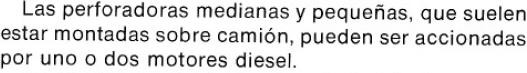 Las perforadoras medianas y pequeñas, que suelen
estar montadas sobre camión, pueden ser accionadas
por uno o dos motores diesel.